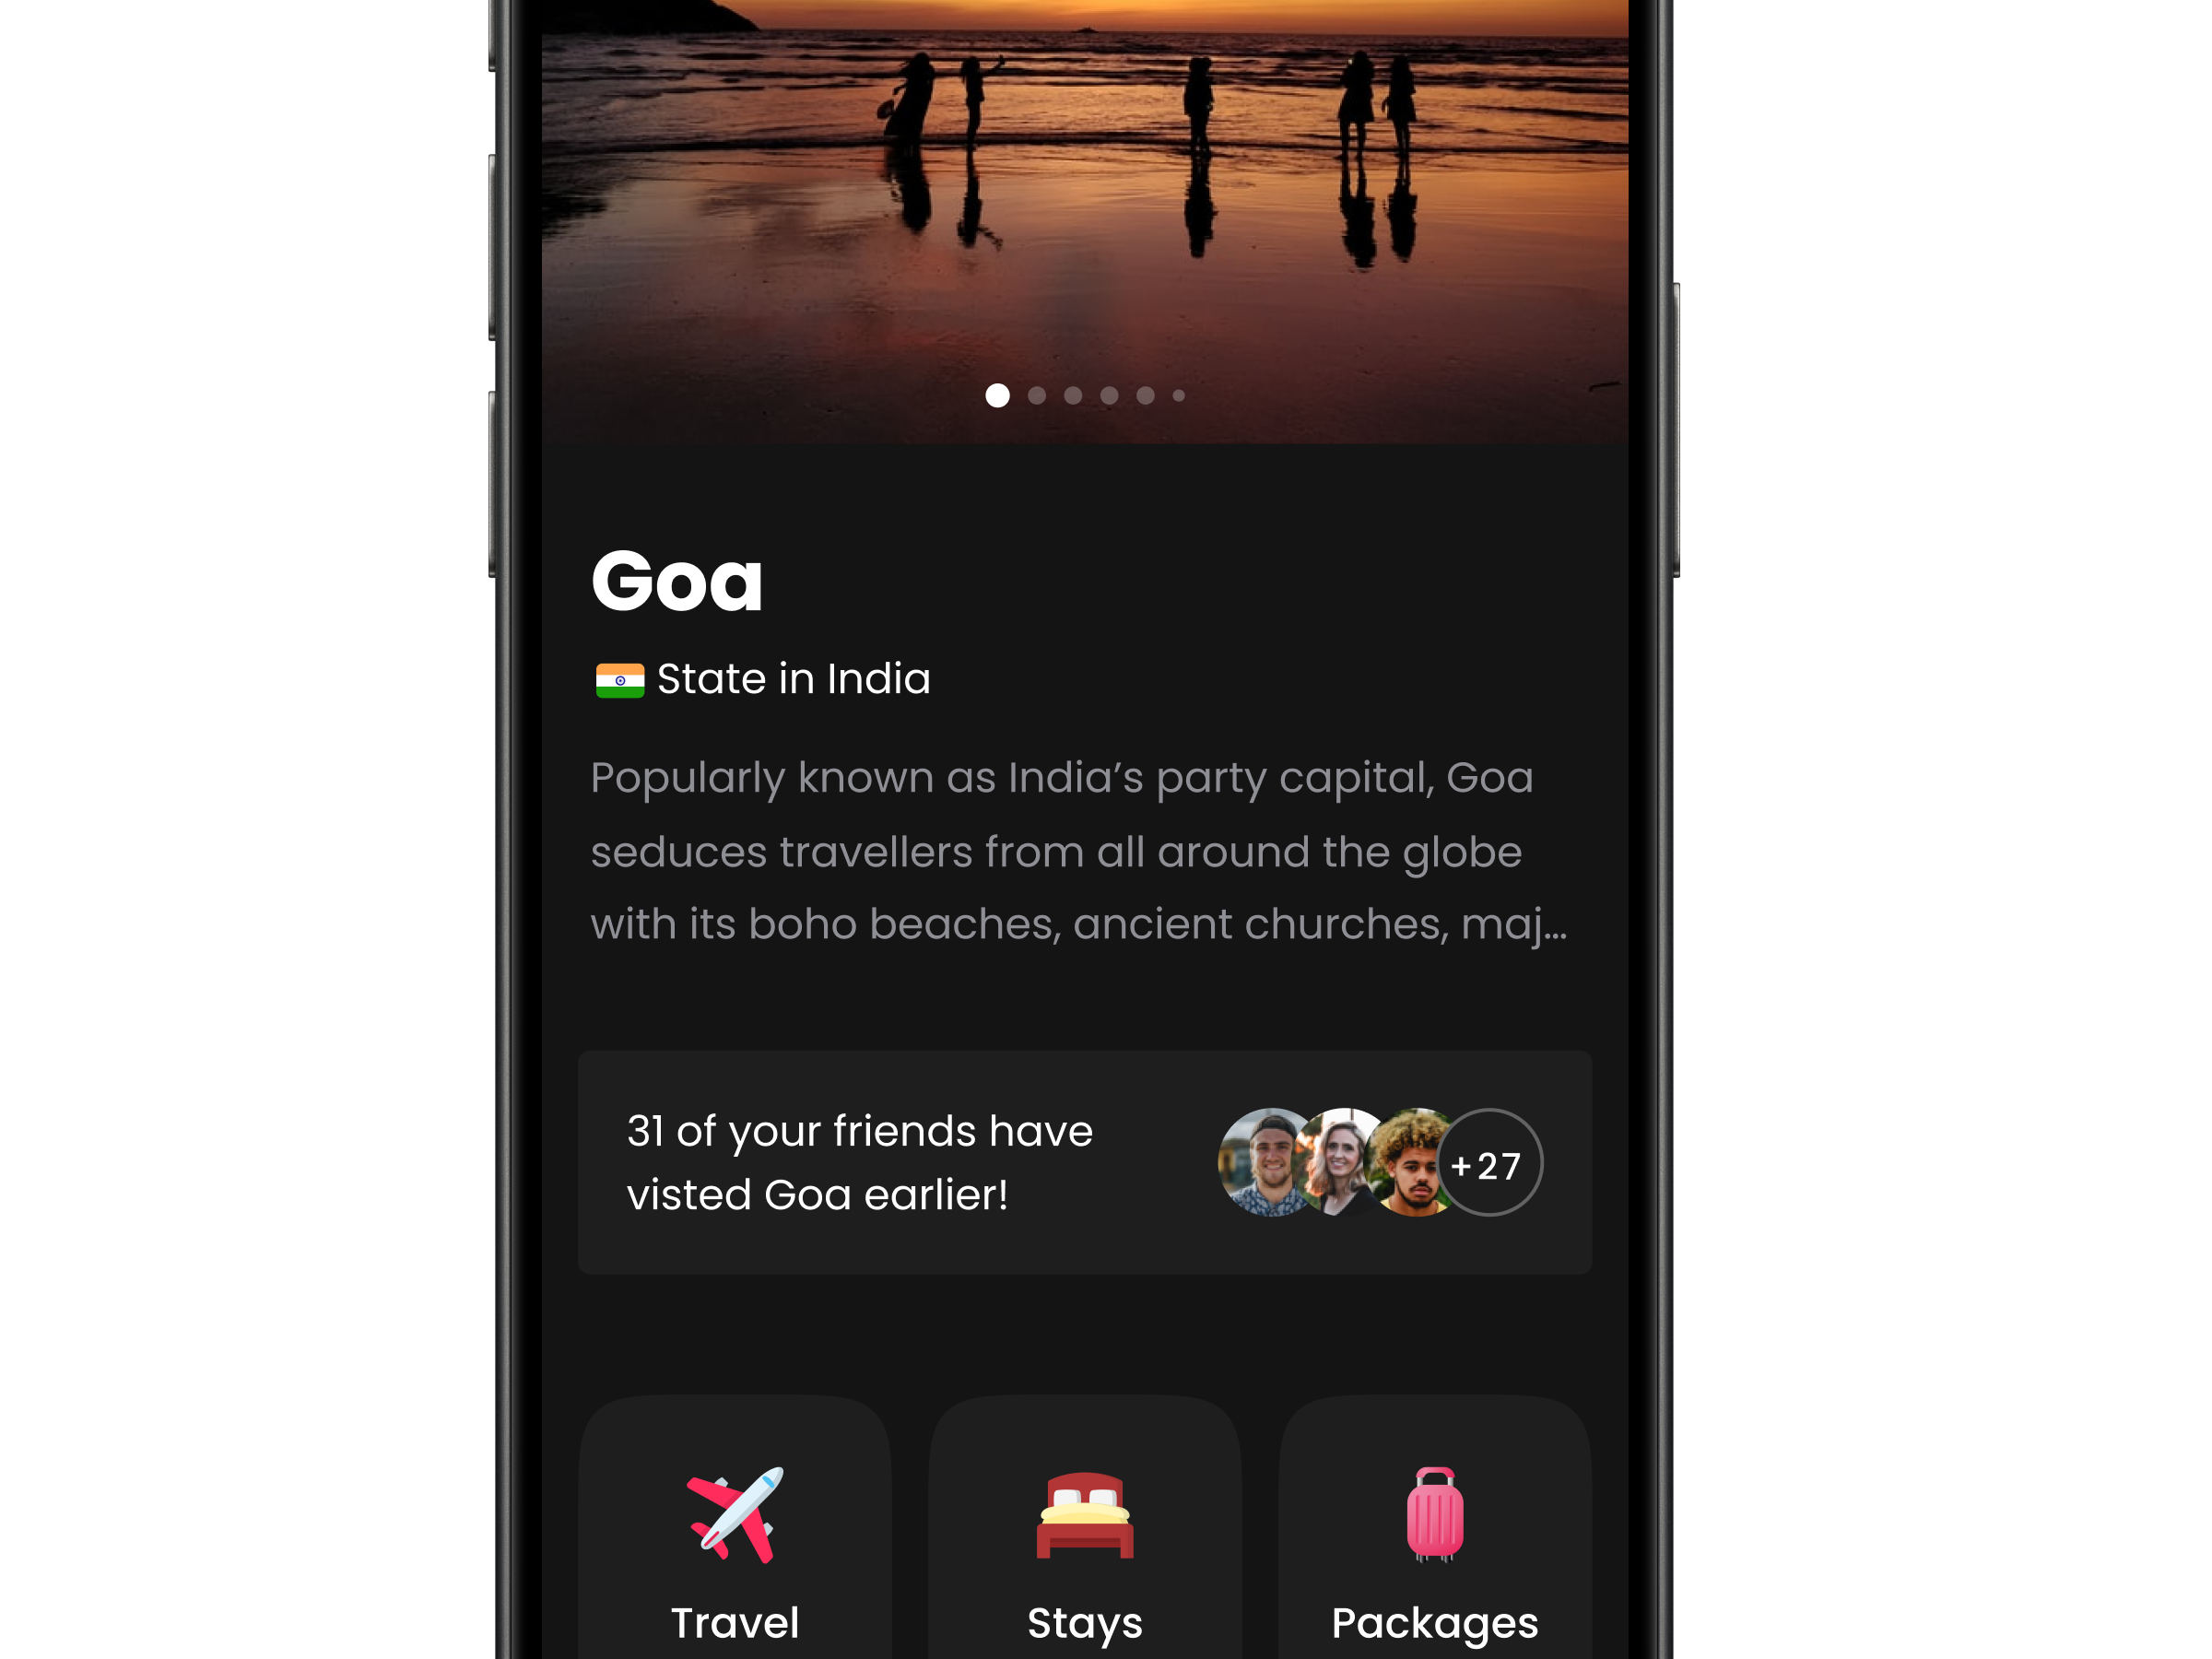 Goa
State in India
Popularly known as India’s party capital, Goa
seduces travellers from all around the globe
with its boho beaches, ancient churches, maj...
31 of your friends have
visted Goa earlier!
+27
Travel
Stays
Packages